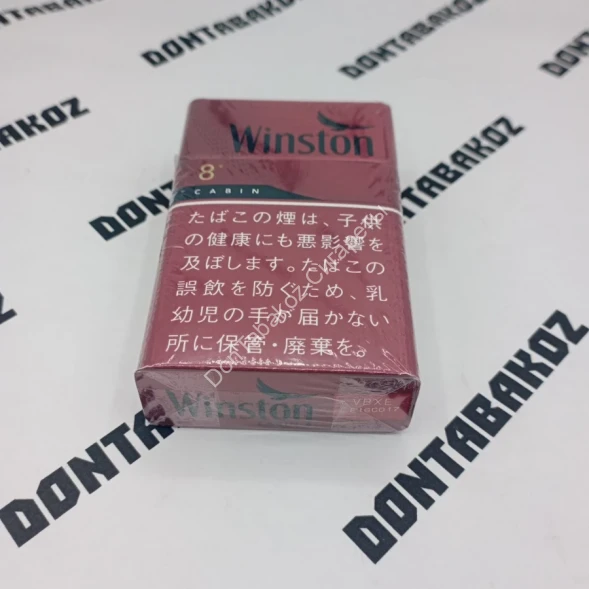 DONTABAKOZ
DONTABAKOZ
DONTABAKOZ
Winston
8
CABIN
たばこの煙は、子供
の健康にも悪影響を
及ぼします。たばこの
誤飲を防ぐため、乳
幼児の手が届かない
所に保管・廃棄を。
Winston
DONTABAKOZ
DONTABAKOZ
DONTABAKOZ